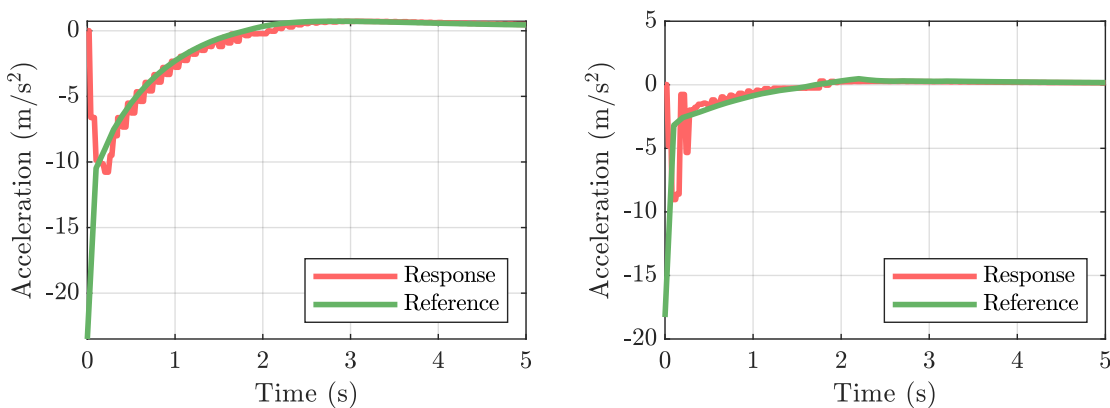 0
-5
-10
-15
-20
Acceleration (m/s²)
0 1 2 3 4 5
Time (s)
Response
Reference
5
0
-5
-10
-15
-20
Acceleration (m/s²)
0 1 2 3 4 5
Time (s)
Response
Reference